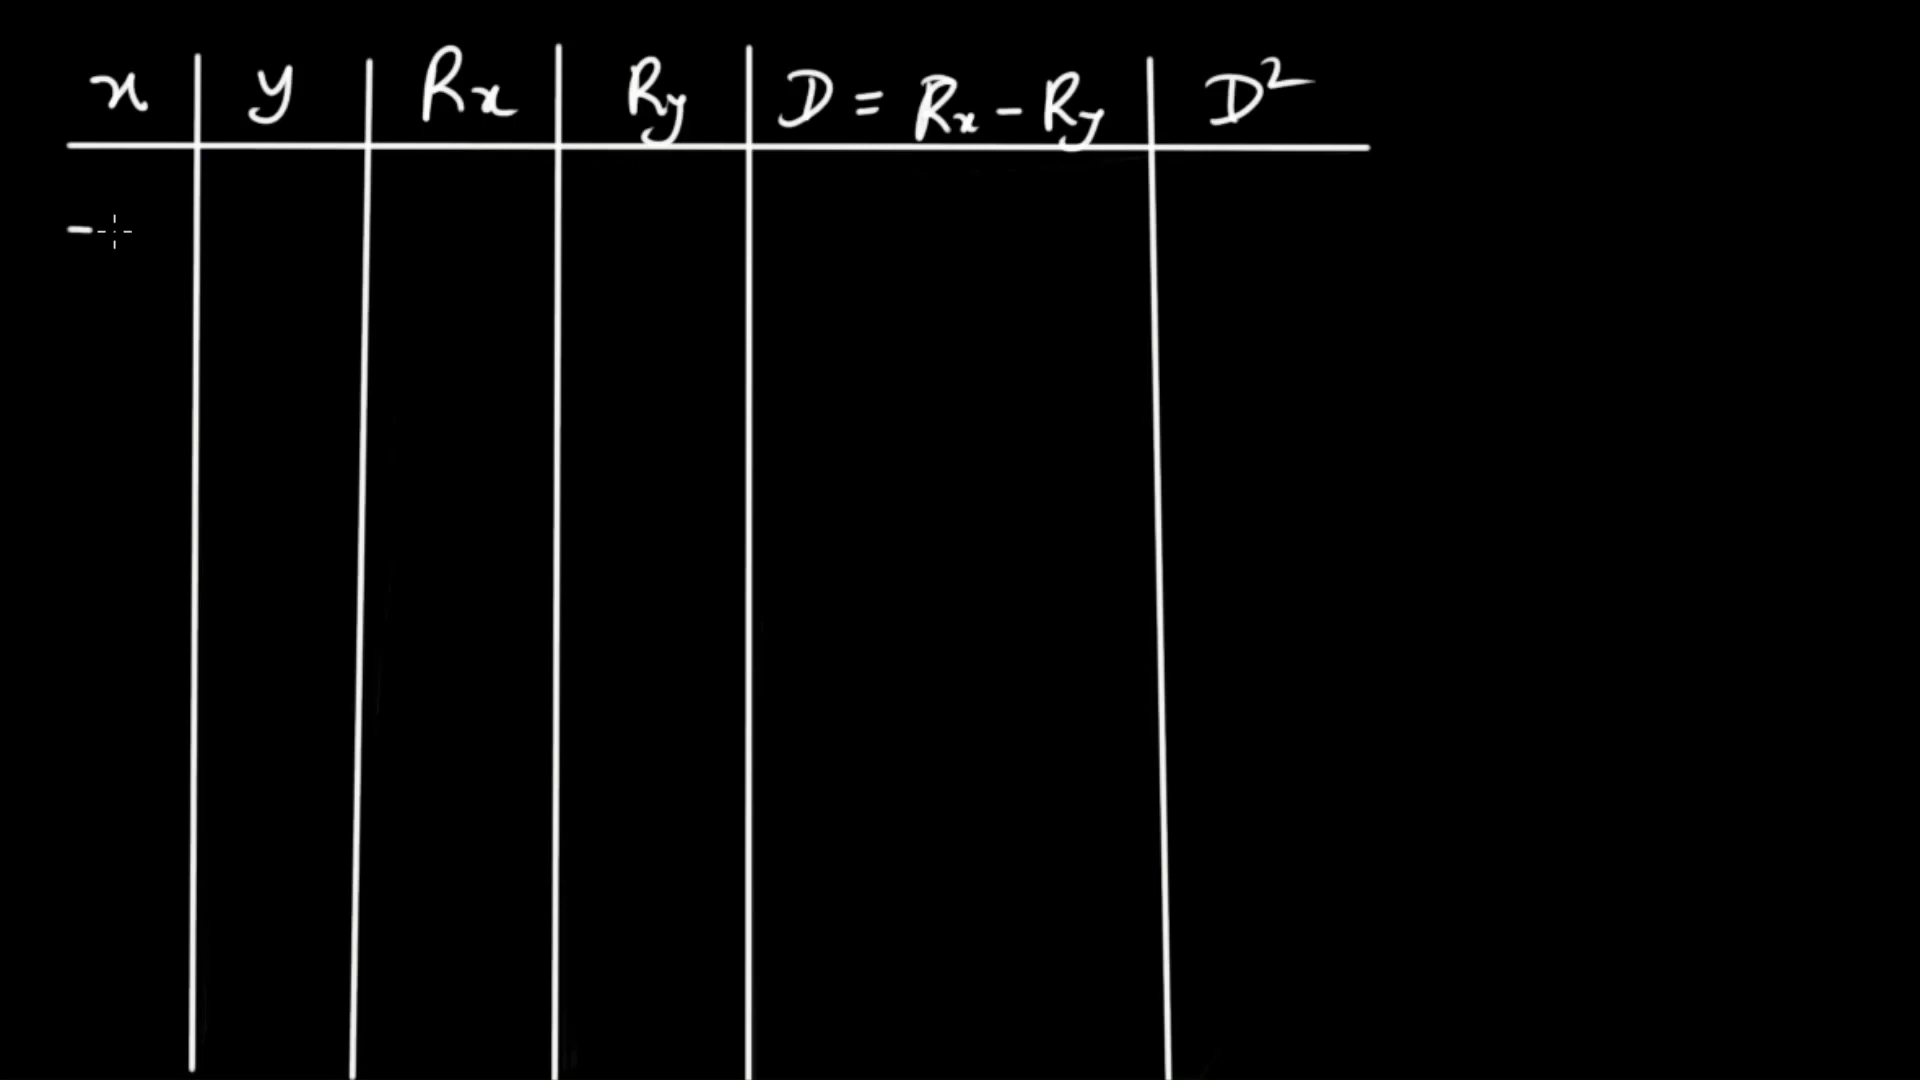 x y Rx Ry D = Rx - Ry D²
-